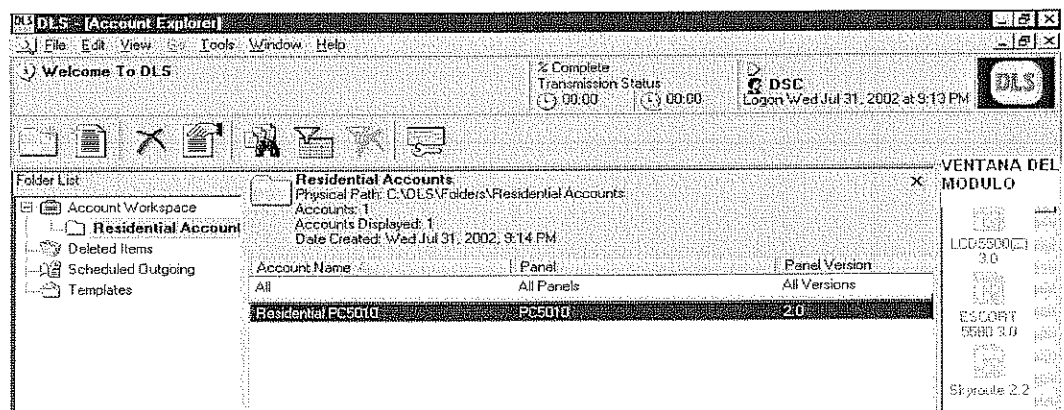 DLS - [Account Explorer]
File Edit View Go Tools Window Help
Welcome To DLS
% Complete
Transmission Status
00:00 00:00
DSC
Logon Wed Jul 31, 2002 at 9:13 PM
DLS
Folder List
Account Workspace
Residential Account
Deleted Items
Scheduled Outgoing
Templates
Residential Accounts
Physical Path: C:\DLS\Folders\Residential Accounts
Accounts: 1
Accounts Displayed: 1
Date Created: Wed Jul 31, 2002, 9:14 PM
Account Name Panel Panel Version
All All Panels All Versions
Residential PC5010 PC5010 2.0
VENTANA DEL
MODULO
LCD5500
3.0
ESCORT
5580 3.0
Skyroute 2.2